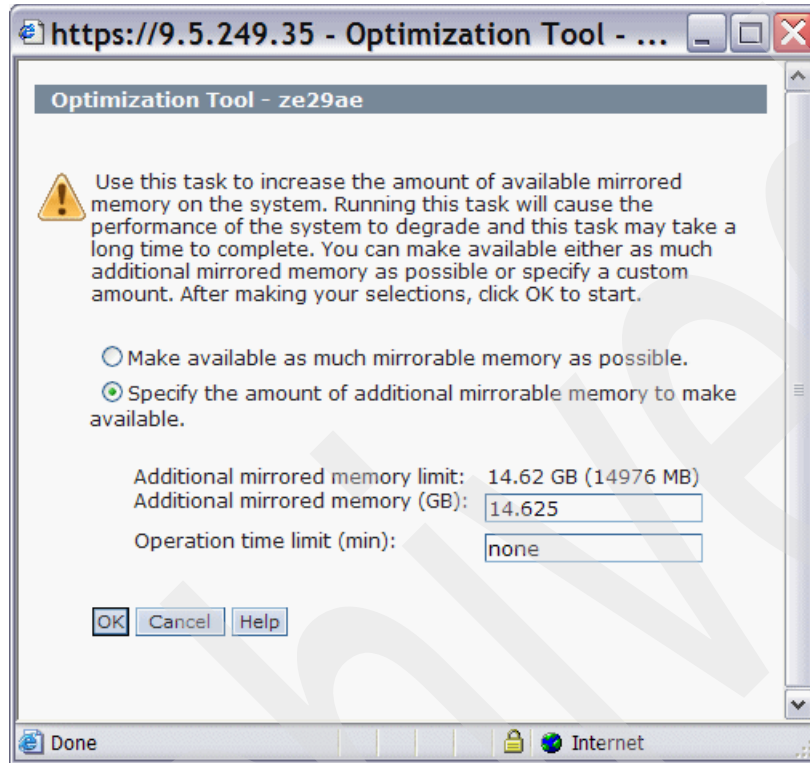 https://9.5.249.35 - Optimization Tool - ...
Optimization Tool - ze29ae
Use this task to increase the amount of available mirrored
memory on the system. Running this task will cause the
performance of the system to degrade and this task may take a
long time to complete. You can make available either as much
additional mirrored memory as possible or specify a custom
amount. After making your selections, click OK to start.
Make available as much mirrorable memory as possible.
Specify the amount of additional mirrorable memory to make
available.
Additional mirrored memory limit: 14.62 GB (14976 MB)
Additional mirrored memory (GB): 14.625
Operation time limit (min): none
OK Cancel Help
Done Internet